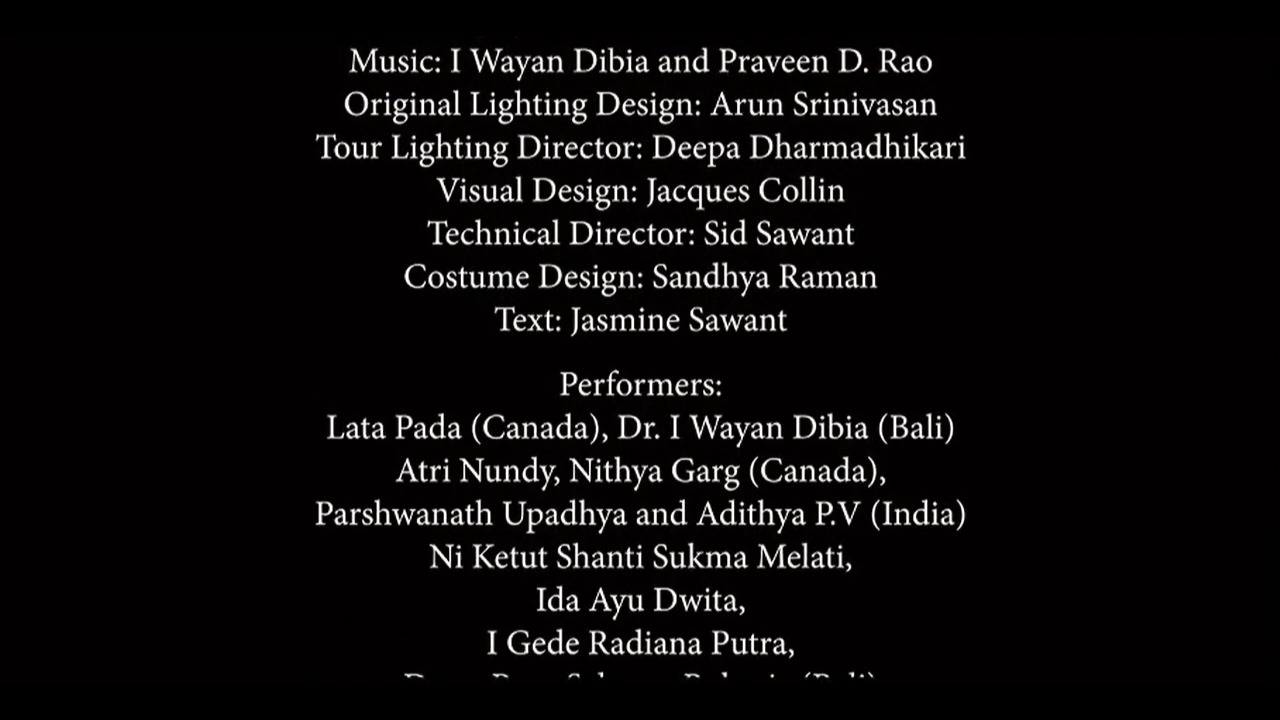 Music: I Wayan Dibia and Praveen D. Rao
Original Lighting Design: Arun Srinivasan
Tour Lighting Director: Deepa Dharmadhikari
Visual Design: Jacques Collin
Technical Director: Sid Sawant
Costume Design: Sandhya Raman
Text: Jasmine Sawant
Performers:
Lata Pada (Canada), Dr. I Wayan Dibia (Bali)
Atri Nundy, Nithya Garg (Canada),
Parshwanath Upadhya and Adithya P.V (India)
Ni Ketut Shanti Sukma Melati,
Ida Ayu Dwita,
I Gede Radiana Putra,